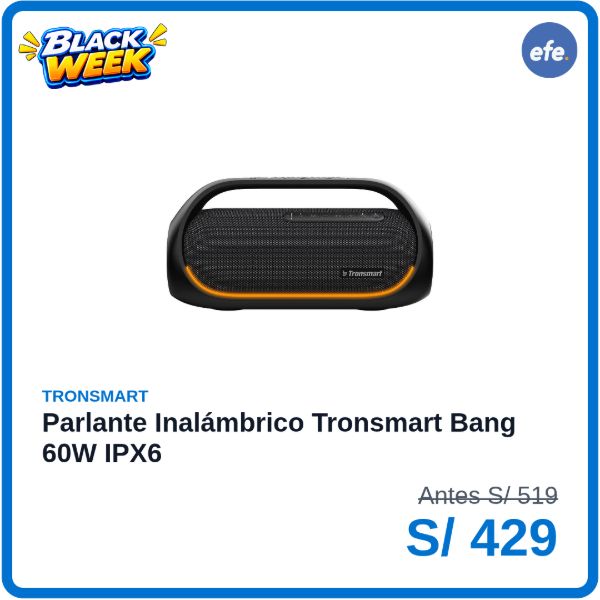 BLACK
WEEK
efe.
Tronsmart
TRONSMART
Parlante Inalámbrico Tronsmart Bang
60W IPX6
Antes S/ 519
S/ 429